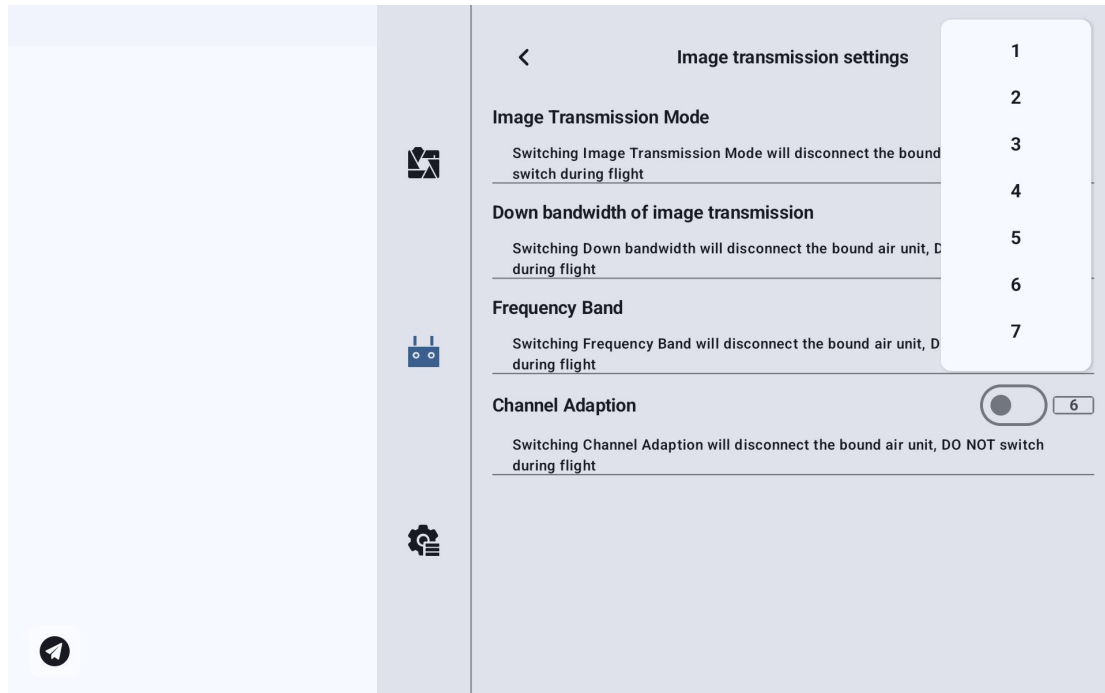 Image transmission settings
1
2
3
4
5
6
7
Image Transmission Mode
Switching Image Transmission Mode will disconnect the bound
switch during flight
Down bandwidth of image transmission
Switching Down bandwidth will disconnect the bound air unit, D
during flight
Frequency Band
Switching Frequency Band will disconnect the bound air unit, D
during flight
Channel Adaption
6
Switching Channel Adaption will disconnect the bound air unit, DO NOT switch
during flight